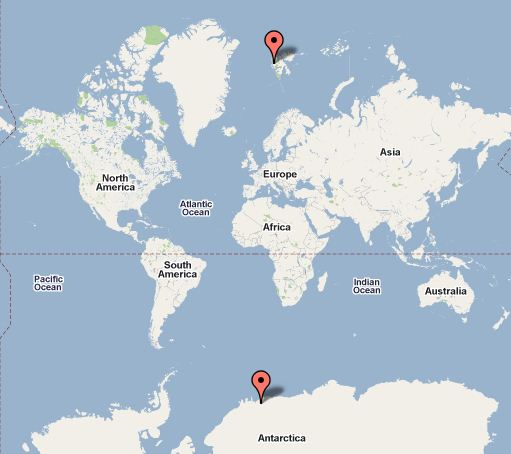 Asia
Europe
North
America
Atlantic
Ocean
Africa
South
America
Pacific
Ocean
Indian
Ocean
Australia
Antarctica